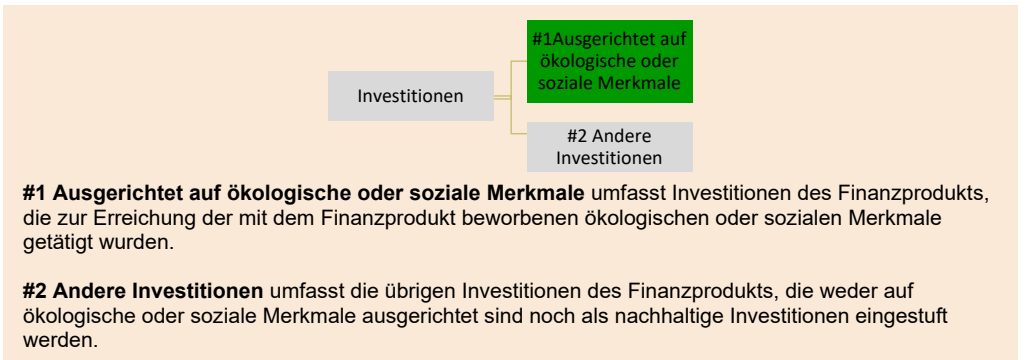 #1Ausgerichtet auf
ökologische oder
soziale Merkmale
Investitionen
#2 Andere
Investitionen
#1 Ausgerichtet auf ökologische oder soziale Merkmale umfasst Investitionen des Finanzprodukts,
die zur Erreichung der mit dem Finanzprodukt beworbenen ökologischen oder sozialen Merkmale
getätigt wurden.
#2 Andere Investitionen umfasst die übrigen Investitionen des Finanzprodukts, die weder auf
ökologische oder soziale Merkmale ausgerichtet sind noch als nachhaltige Investitionen eingestuft
werden.